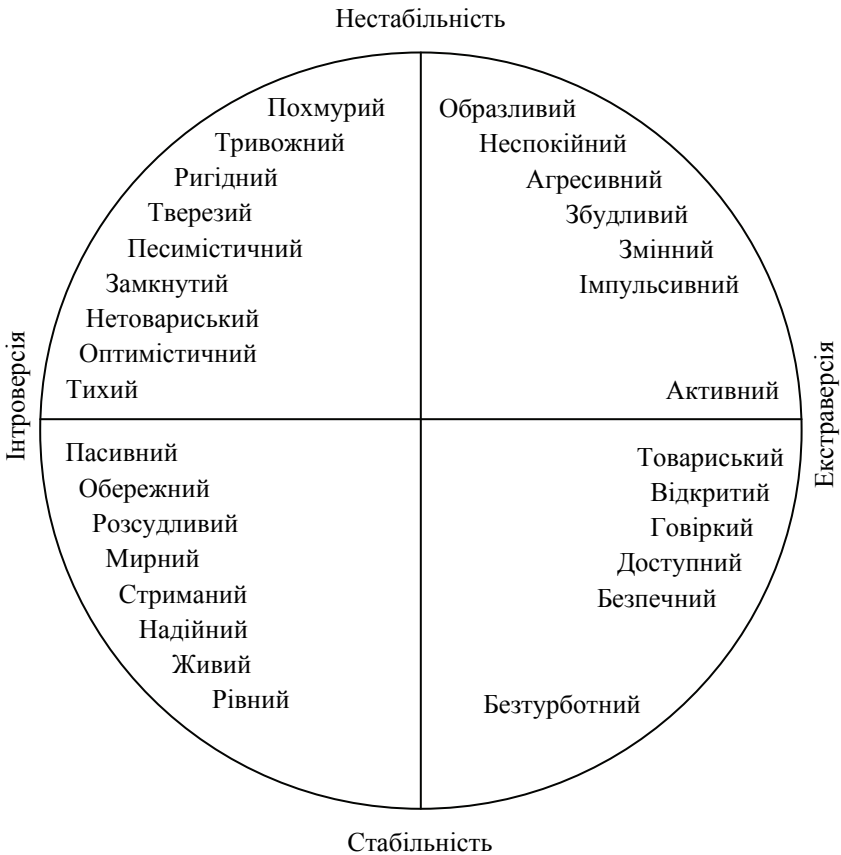 Нестабільність
Похмурий
Тривожний
Ригідний
Тверезий
Песимістичний
Замкнутий
Нетовариський
Оптимістичний
Тихий
Образливий
Неспокійний
Агресивний
Збудливий
Змінний
Імпульсивний
Активний
Інтроверсія
Екстраверсія
Пасивний
Обережний
Розсудливий
Мирний
Стриманий
Надійний
Живий
Рівний
Товариський
Відкритий
Говіркий
Доступний
Безпечний
Безтурботний
Стабільність